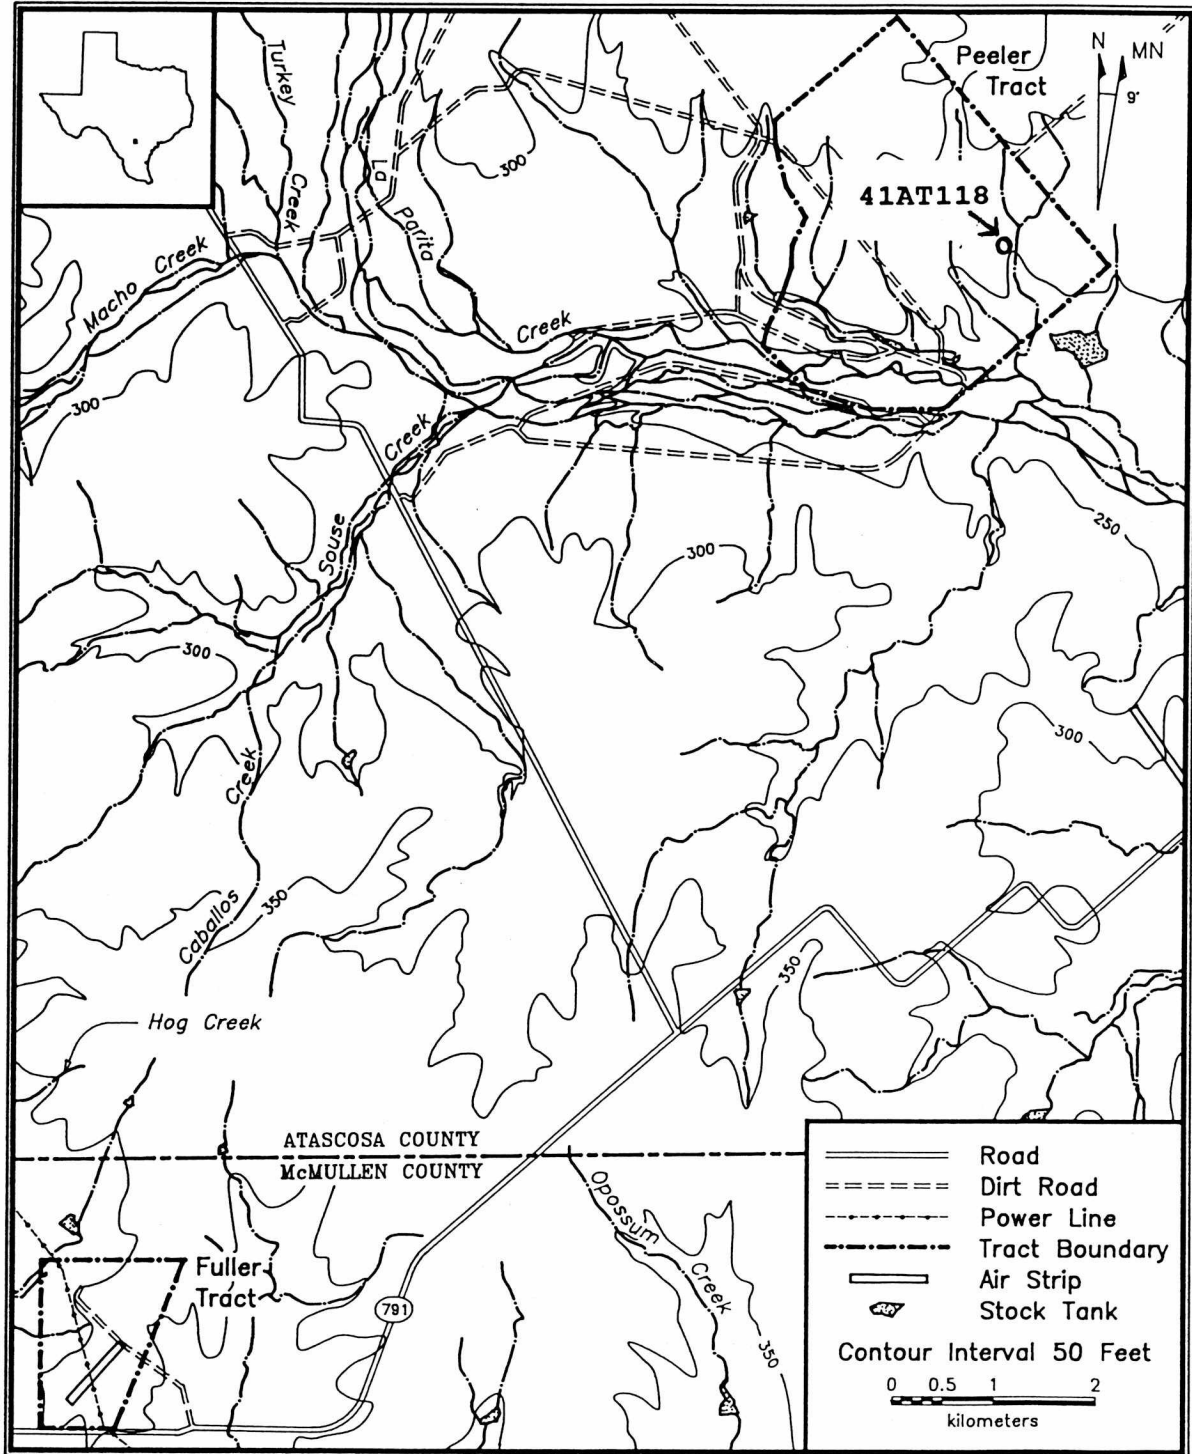 Peeler
Tract
N
MN
9'
41AT118
Turkey
Creek
La
Parita
Creek
300
Macho Creek
300
Creek
Souse
250
300
300
300
Creek
Caballos
350
350
Hog Creek
ATASCOSA COUNTY
McMULLEN COUNTY
Opossum
Creek
350
Fuller
Tract
791
Road
Dirt Road
Power Line
Tract Boundary
Air Strip
Stock Tank
Contour Interval 50 Feet
0 0.5 1 2
kilometers